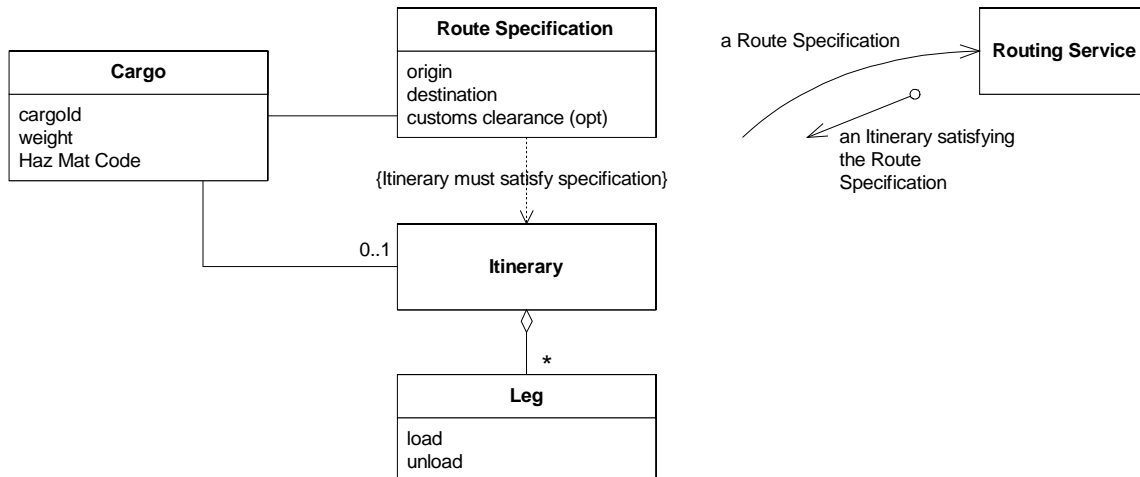 Cargo
cargoId
weight
Haz Mat Code
Route Specification
origin
destination
customs clearance (opt)
{Itinerary must satisfy specification}
0..1
Itinerary
*
Leg
load
unload
a Route Specification
Routing Service
an Itinerary satisfying
the Route
Specification